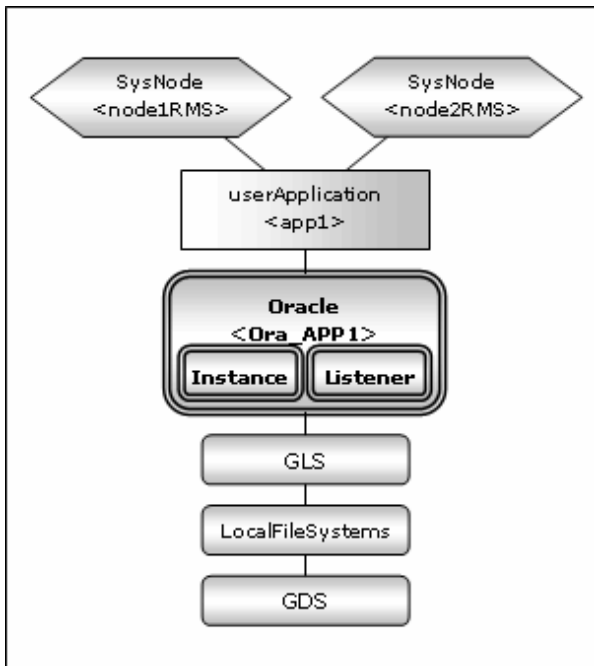 SysNode
<node1RMS>
SysNode
<node2RMS>
userApplication
<app1>
Oracle
<Ora_APP1>
Instance
Listener
GLS
LocalFileSystems
GDS